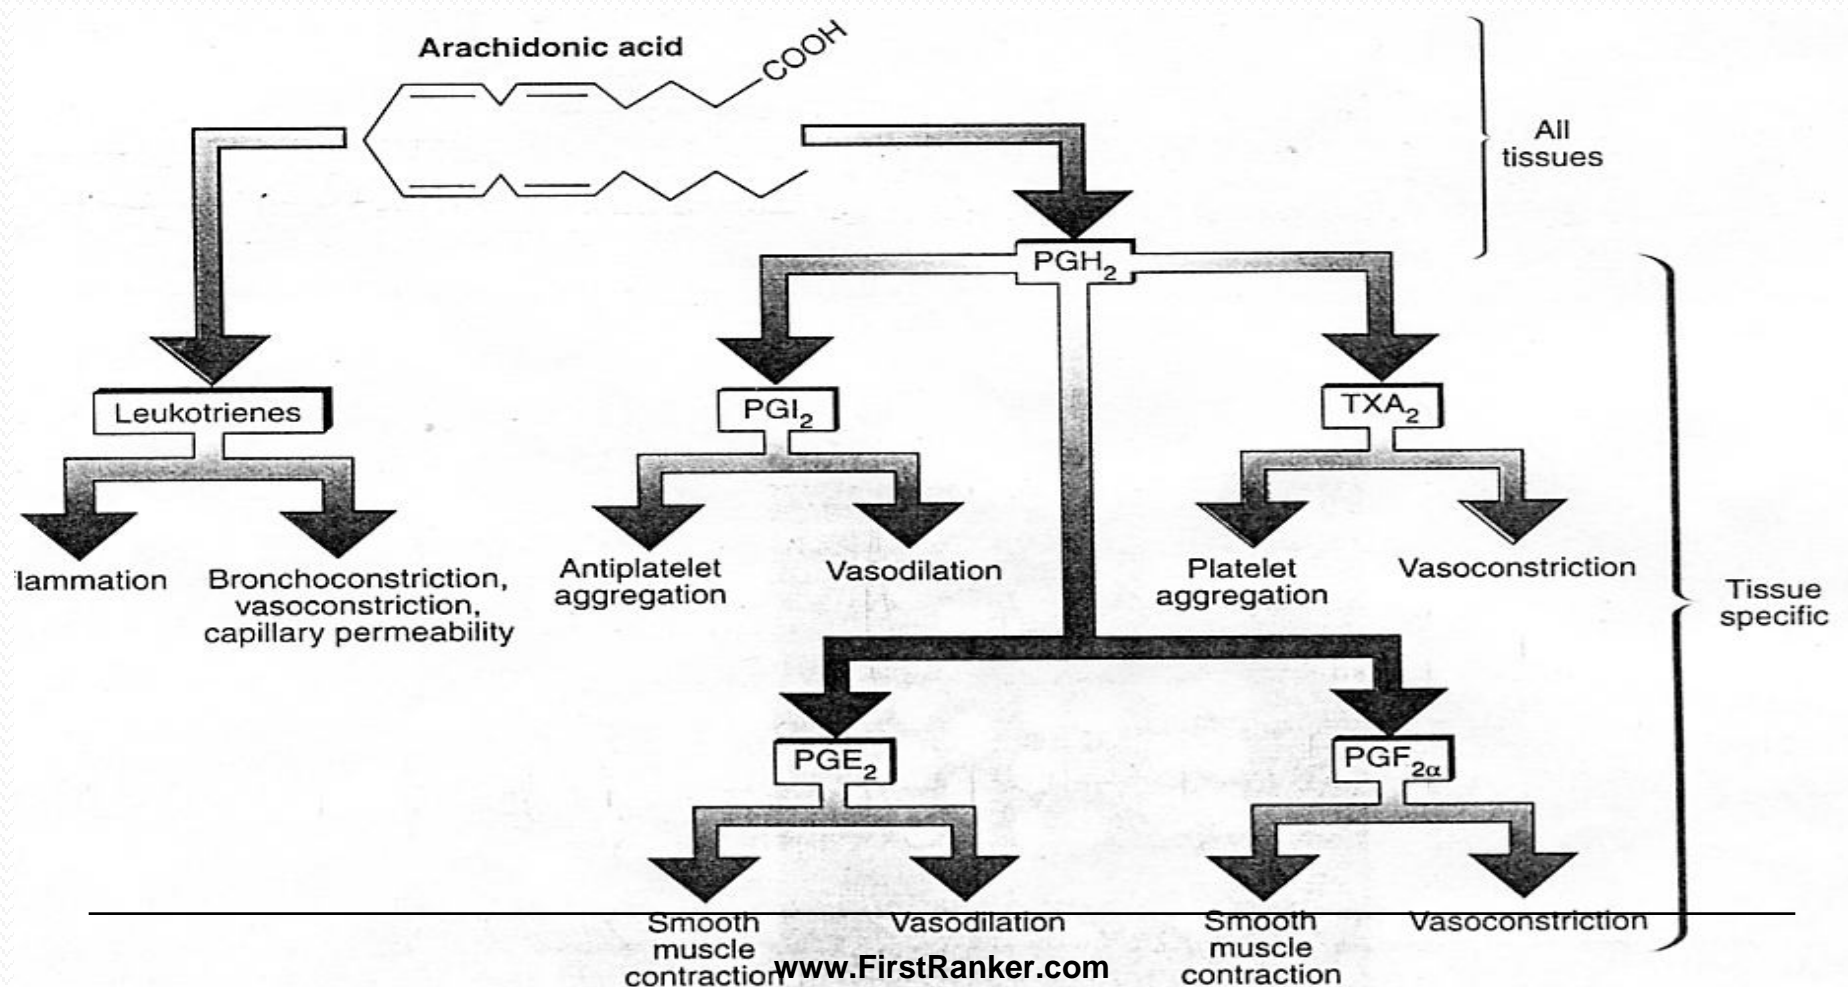 Arachidonic acid
COOH
All
tissues
PGH2
Leukotrienes
PGI2
TXA2
lammation
Bronchoconstriction,
vasoconstriction,
capillary permeability
Antiplatelet
aggregation
Vasodilation
Platelet
aggregation
Vasoconstriction
Tissue
specific
PGE2
PGF2α
Smooth
muscle
contraction
Vasodilation
Smooth
muscle
contraction
Vasoconstriction
www.FirstRanker.com